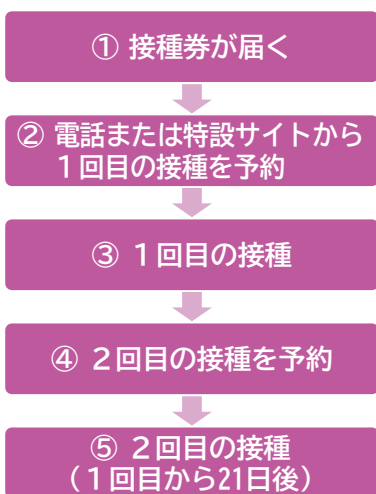 ① 接種券が届く
② 電話または特設サイトから
１回目の接種を予約
③ １回目の接種
④ ２回目の接種を予約
⑤ ２回目の接種
（１回目から21日後）